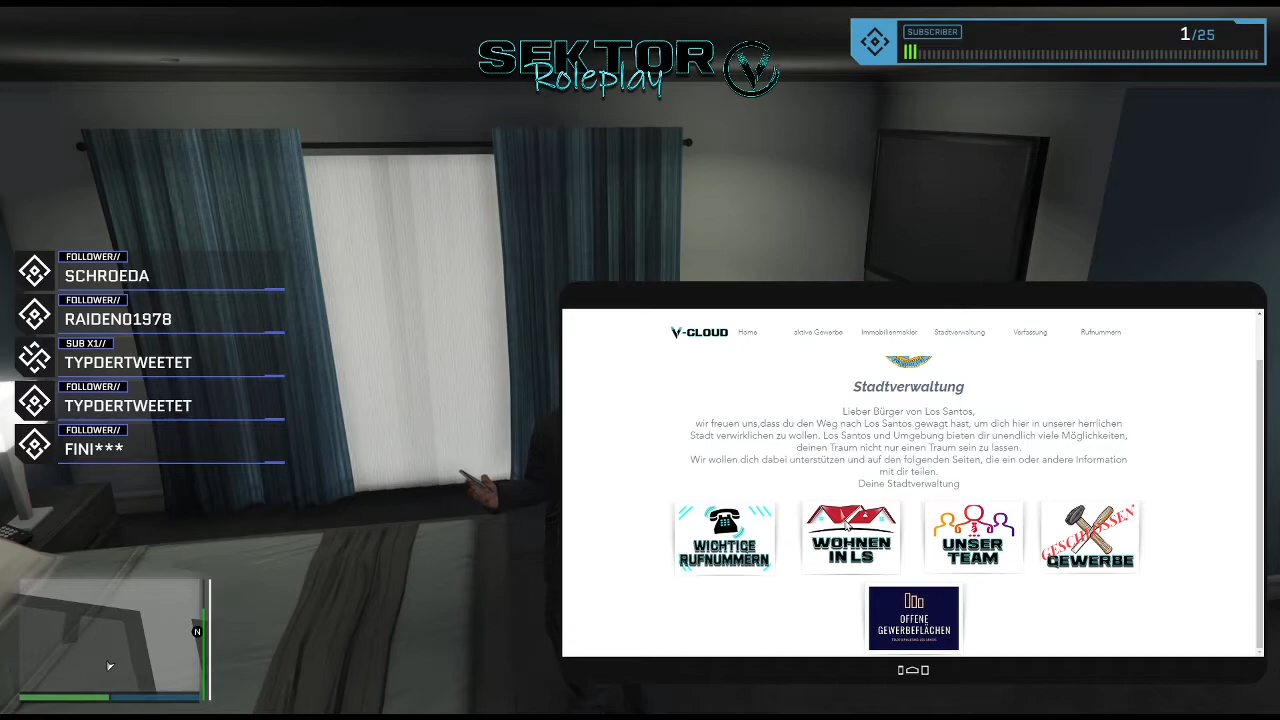 SEKTOR
Roleplay
SUBSCRIBER
1/25
FOLLOWER//
SCHROEDA
FOLLOWER//
RAIDEN01978
SUB X1//
TYPDERTWEETET
FOLLOWER//
TYPDERTWEETET
FOLLOWER//
FINI***
N
V-CLOUD Home aktive Gewerbe Immobilienmakler Stadtverwaltung Verfassung Rufnummern
Stadtverwaltung
Lieber Bürger von Los Santos,
wir freuen uns,dass du den Weg nach Los Santos gewagt hast, um dich hier in unserer herrlichen
Stadt verwirklichen zu wollen. Los Santos und Umgebung bieten dir unendlich viele Möglichkeiten,
deinen Traum nicht nur einen Traum sein zu lassen.
Wir wollen dich dabei unterstützen und auf den folgenden Seiten, die ein oder andere Information
mit dir teilen.
Deine Stadtverwaltung
WICHTIGE
RUFNUMMERN
WOHNEN
IN LS
UNSER
TEAM
GESCHLOSSEN
GEWERBE
OFFENE
GEWERBEFLÄCHEN